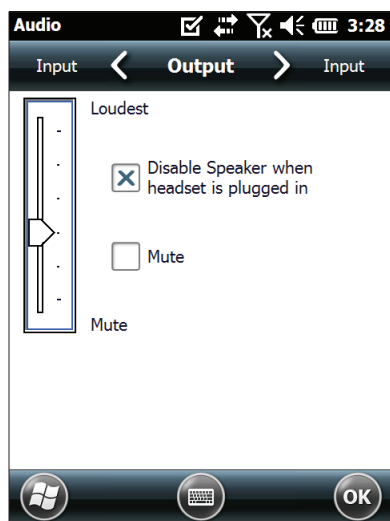 Audio 3:28
Input Output Input
Loudest
Disable Speaker when
headset is plugged in
Mute
Mute
OK